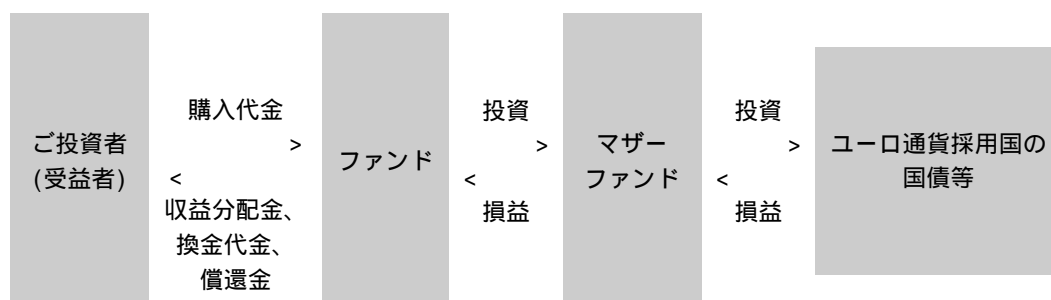 ご投資者
(受益者)
購入代金
>
<
収益分配金、
換金代金、
償還金
ファンド
投資
>
<
損益
マザー
ファンド
投資
>
<
損益
ユーロ通貨採用国の
国債等